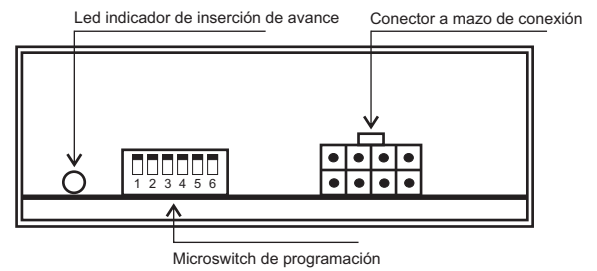 Led indicador de inserción de avance
Conector a mazo de conexión
1 2 3 4 5 6
Microswitch de programación